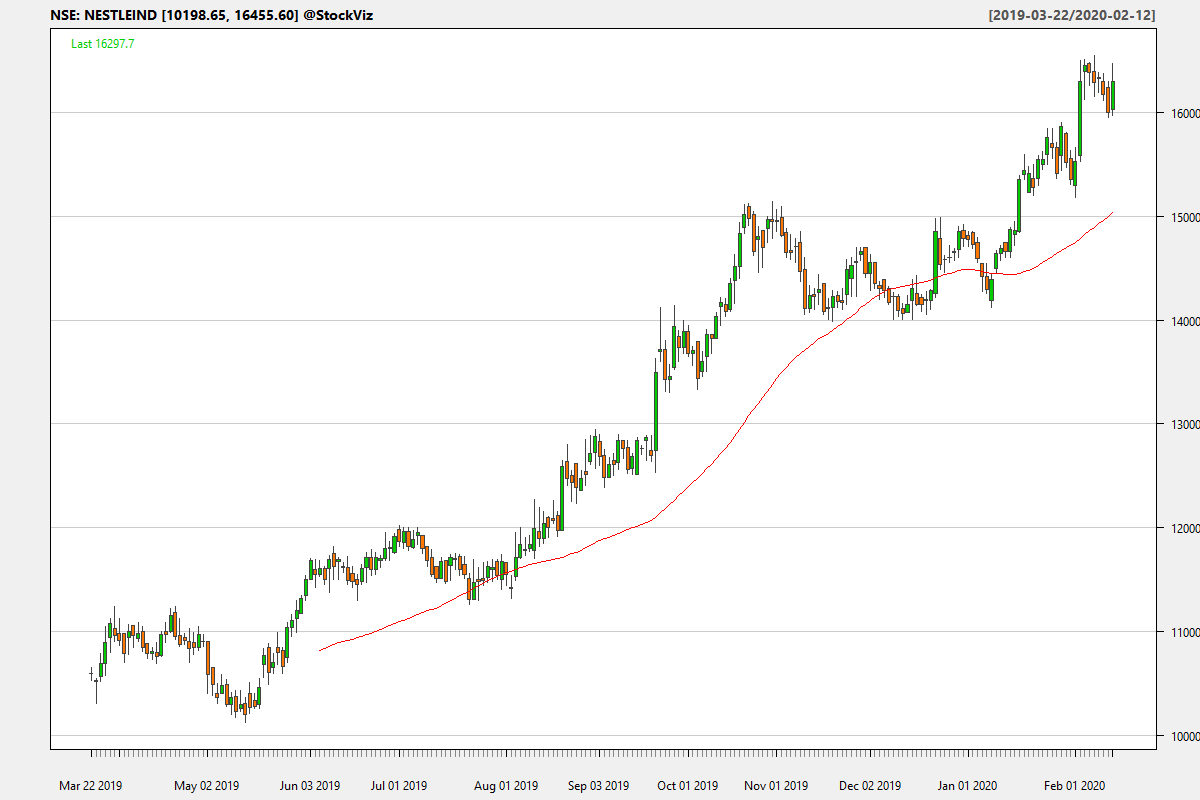 NSE: NESTLEIND [10198.65, 16455.60] @StockViz
[2019-03-22/2020-02-12]
Last 16297.7
16000
15000
14000
13000
12000
11000
10000
Mar 22 2019
May 02 2019
Jun 03 2019
Jul 01 2019
Aug 01 2019
Sep 03 2019
Oct 01 2019
Nov 01 2019
Dec 02 2019
Jan 01 2020
Feb 01 2020